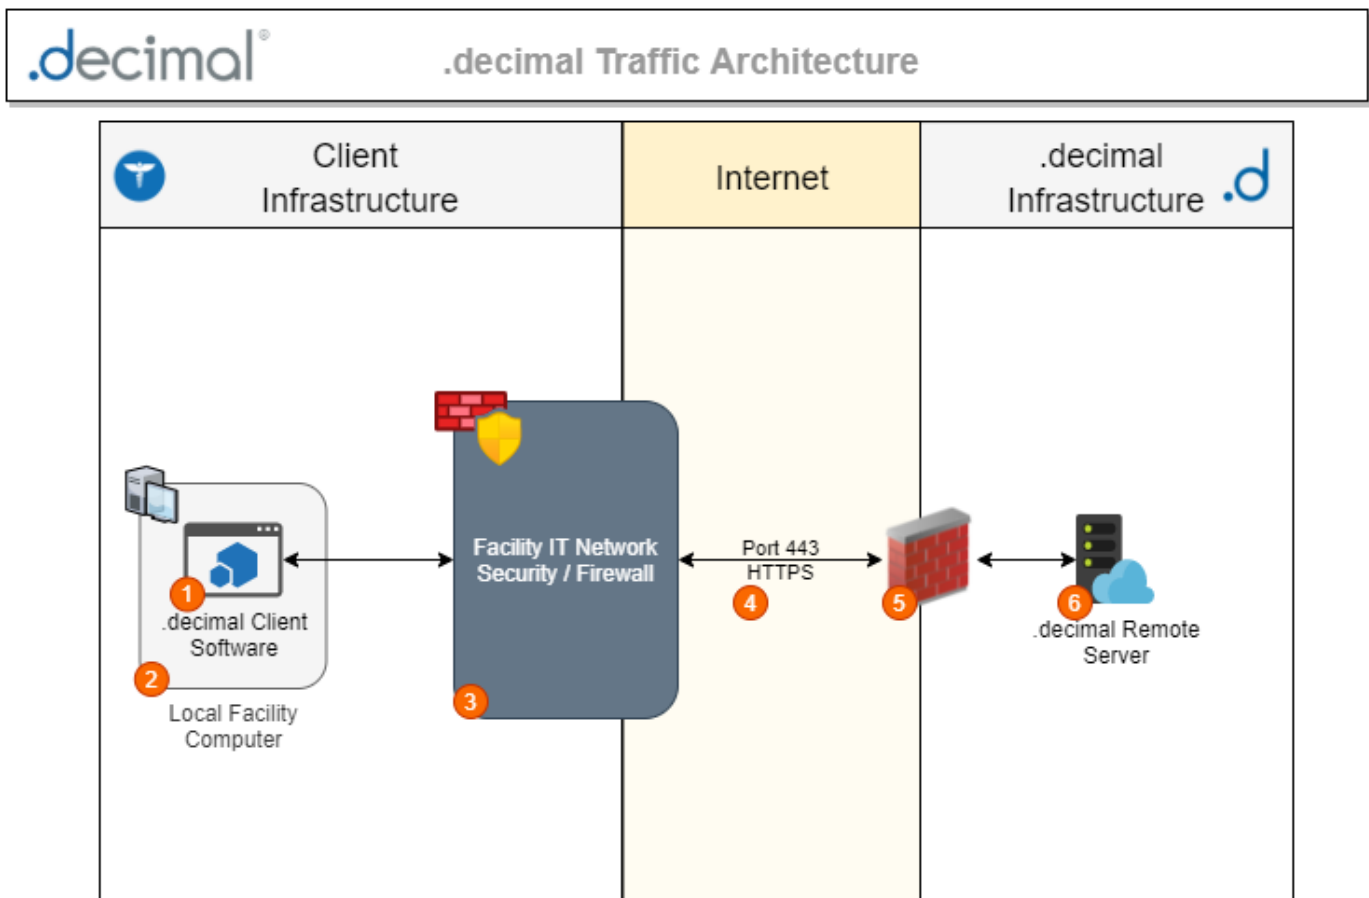 .decimal®
.decimal Traffic Architecture
Client
Infrastructure
Internet
.decimal
Infrastructure
.d
Facility IT Network
Security / Firewall
Port 443
HTTPS
1
4
5
6
.decimal Client
Software
.decimal Remote
Server
2
3
Local Facility
Computer